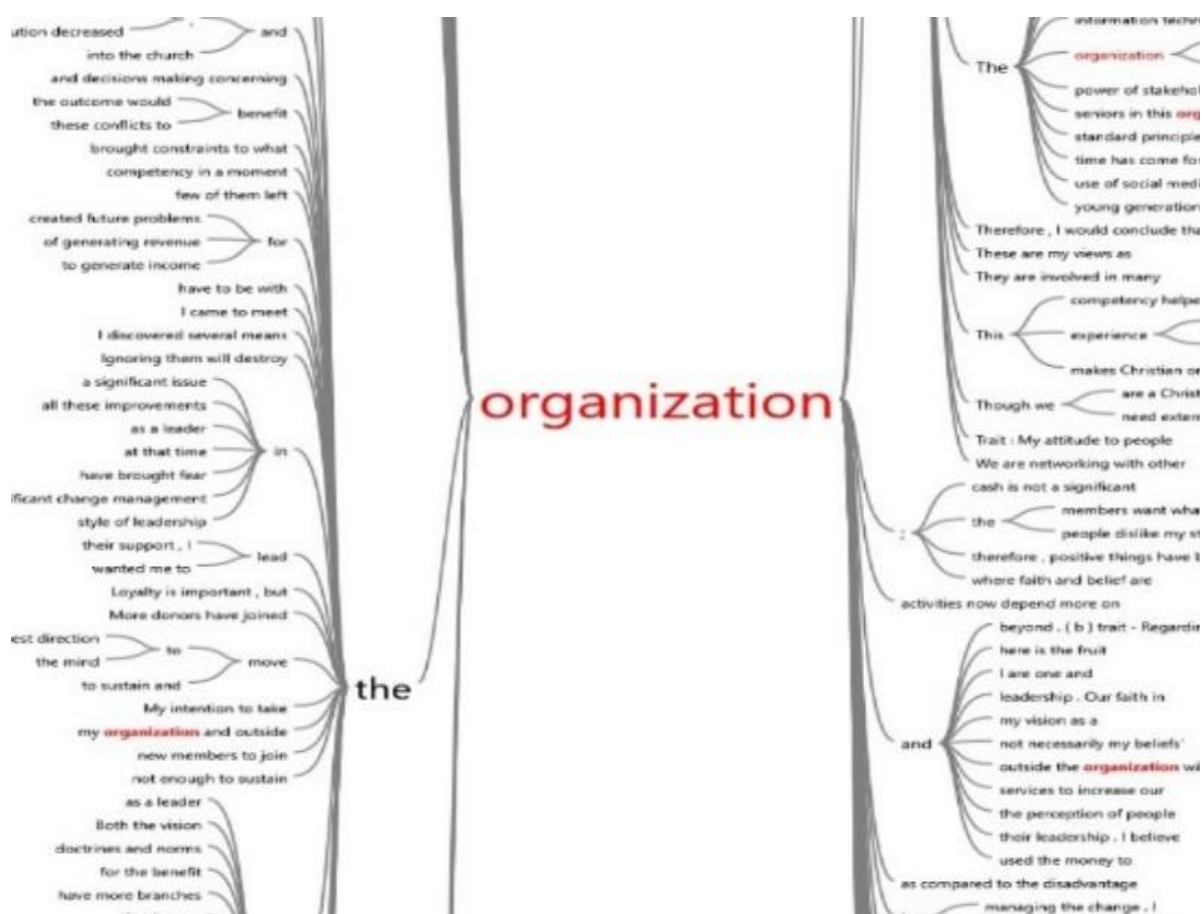 ution decreased
and
into the church
and decisions making concerning
the outcome would
benefit
these conflicts to
brought constraints to what
competency in a moment
few of them left
created future problems
of generating revenue
for
to generate income
have to be with
I came to meet
I discovered several means
Ignoring them will destroy
a significant issue
all these improvements
as a leader
at that time
in
have brought fear
ificant change management
style of leadership
their support , I
lead
wanted me to
Loyalty is important , but
More donors have joined
est direction
to
the mind
move
to sustain and
the
My intention to take
my organization and outside
new members to join
not enough to sustain
as a leader
Both the vision
doctrines and norms
for the benefit
have more branches
organization
The
organization
power of stakehol
seniors in this org
standard principle
time has come for
use of social medi
young generation
Therefore , I would conclude tha
These are my views as
They are involved in many
competency helpe
This
experience
makes Christian or
are a Christ
Though we
need extern
Trait : My attitude to people
We are networking with other
cash is not a significant
members want wha
the
people dislike my st
;
therefore , positive things have b
where faith and belief are
activities now depend more on
beyond . ( b ) trait - Regardin
here is the fruit
I are one and
leadership . Our faith in
my vision as a
and
not necessarily my beliefs'
outside the organization wi
services to increase our
the perception of people
their leadership . I believe
used the money to
as compared to the disadvantage
managing the change , I